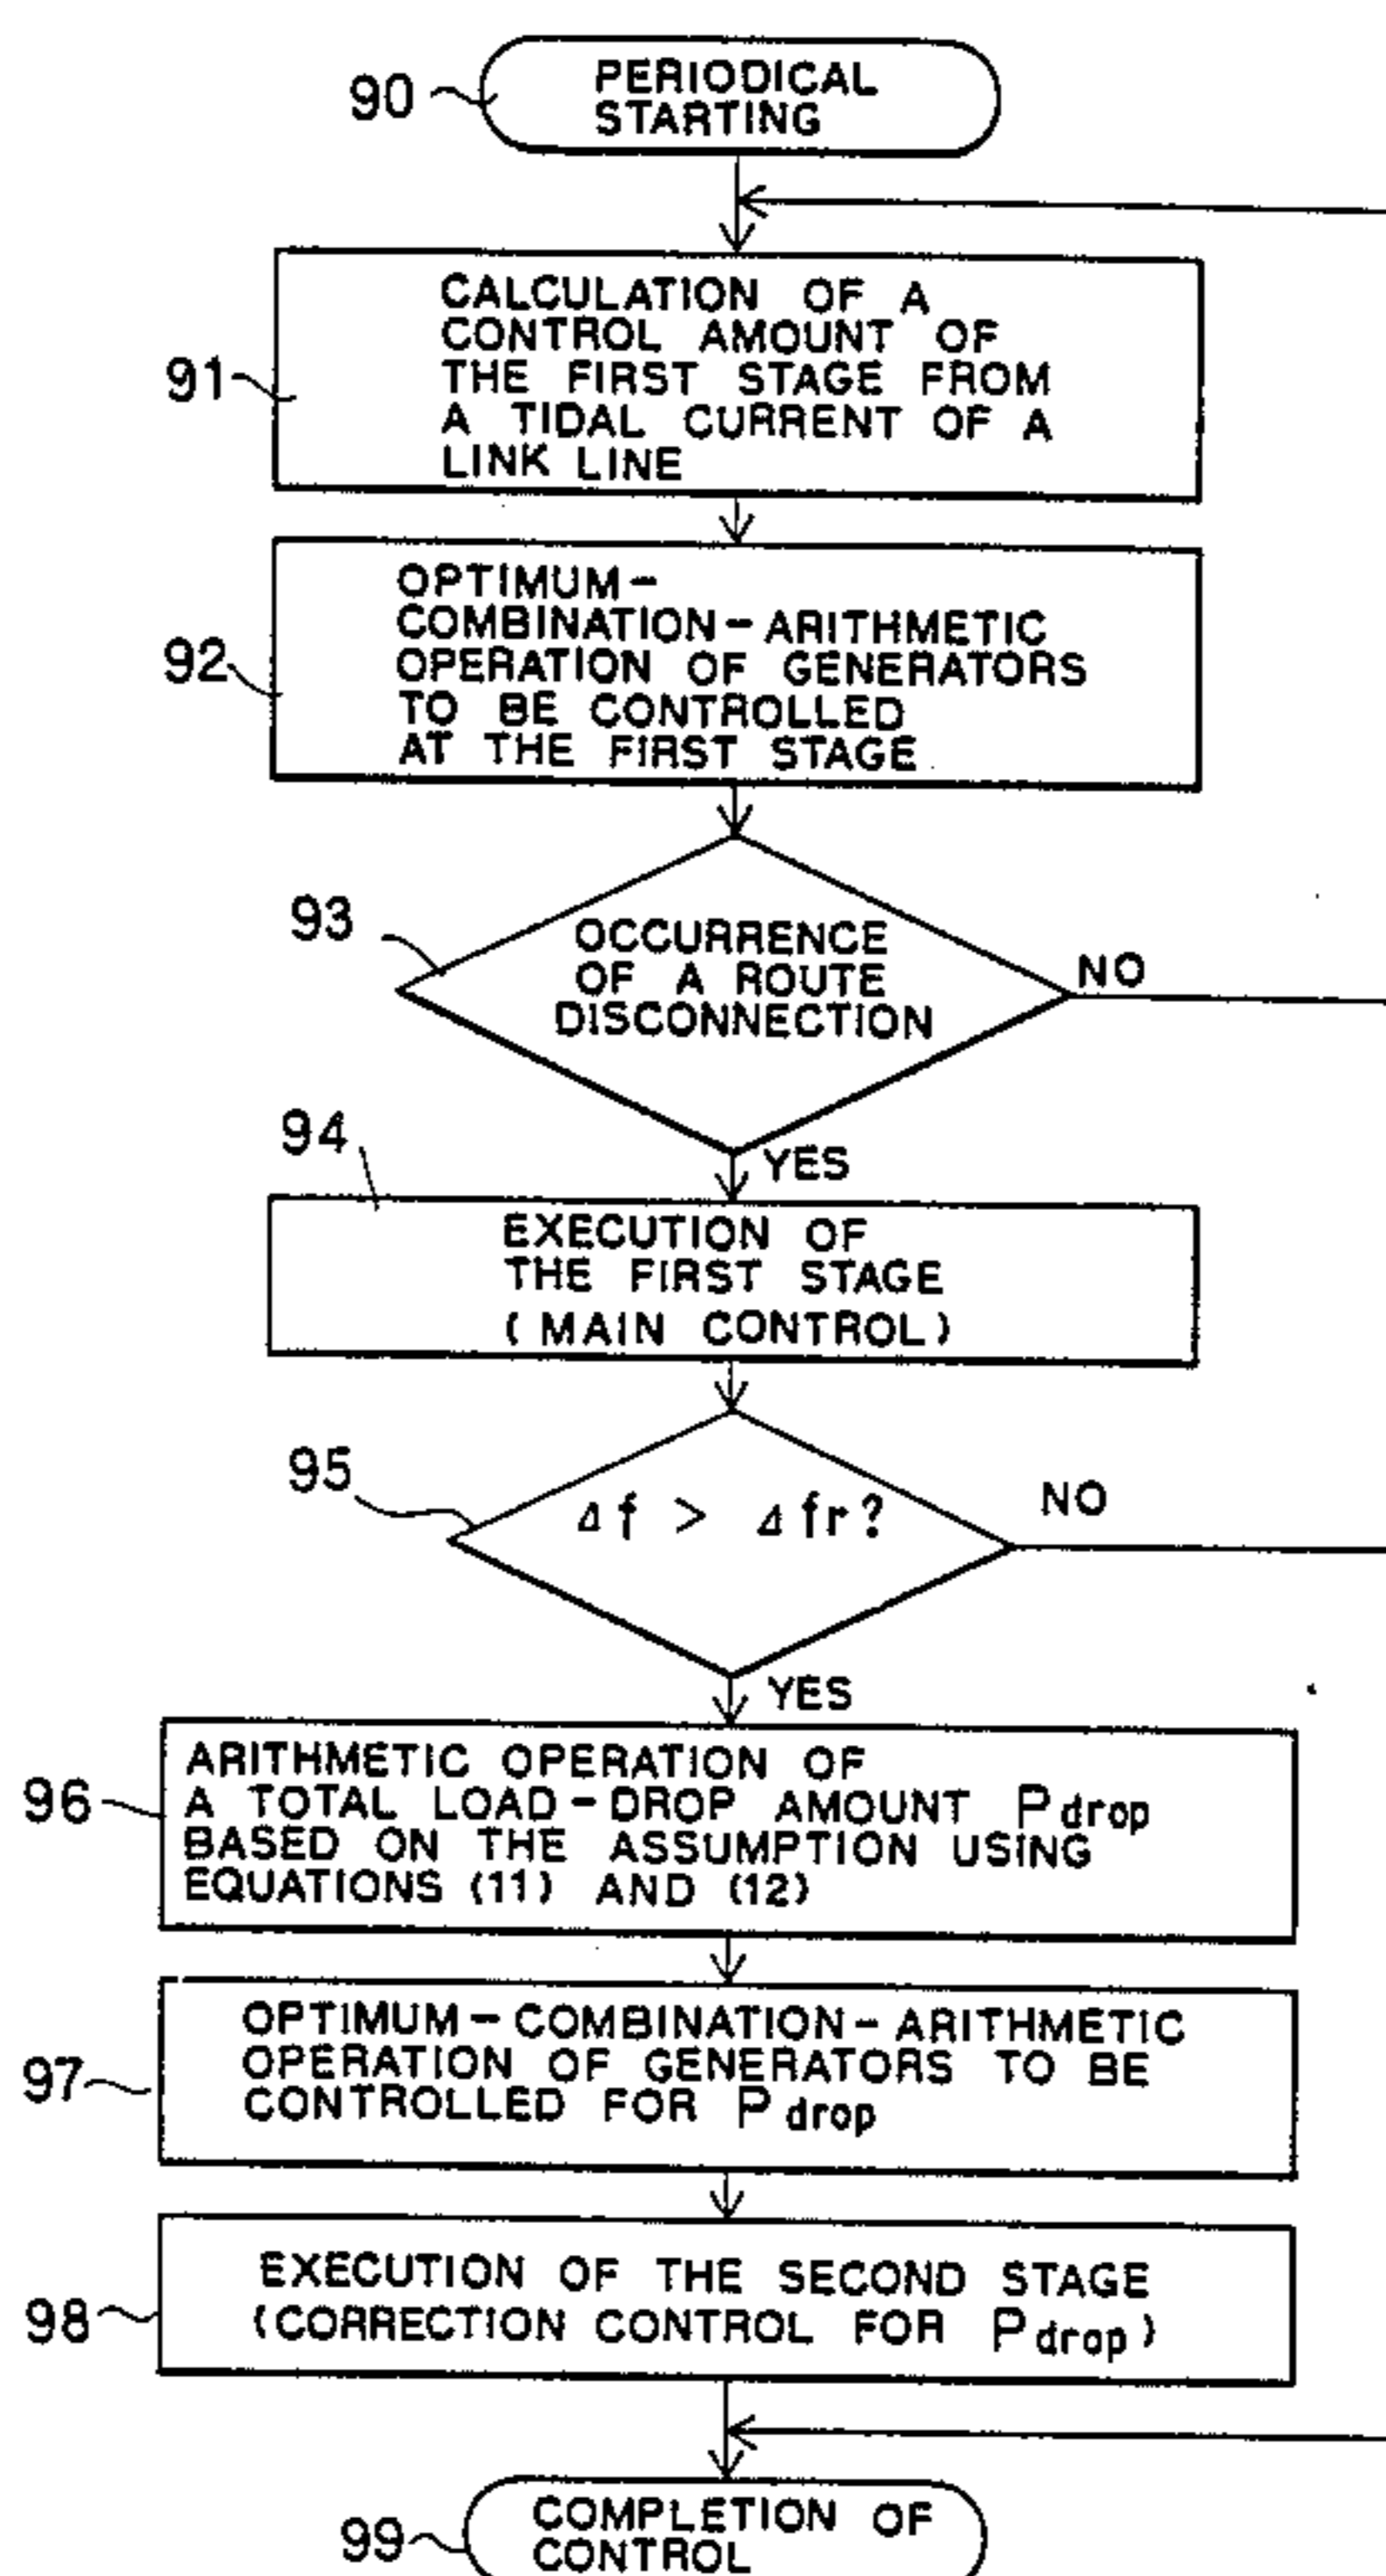 90
PERIODICAL
STARTING
91
CALCULATION OF A
CONTROL AMOUNT OF
THE FIRST STAGE FROM
A TIDAL CURRENT OF A
LINK LINE
92
OPTIMUM-
COMBINATION-ARITHMETIC
OPERATION OF GENERATORS
TO BE CONTROLLED
AT THE FIRST STAGE
93
OCCURRENCE
OF A ROUTE
DISCONNECTION
NO
YES
94
EXECUTION OF
THE FIRST STAGE
(MAIN CONTROL)
95
Δf > Δfr?
NO
YES
96
ARITHMETIC OPERATION OF
A TOTAL LOAD-DROP AMOUNT Pdrop
BASED ON THE ASSUMPTION USING
EQUATIONS (11) AND (12)
97
OPTIMUM-COMBINATION-ARITHMETIC
OPERATION OF GENERATORS TO BE
CONTROLLED FOR Pdrop
98
EXECUTION OF THE SECOND STAGE
(CORRECTION CONTROL FOR Pdrop)
99
COMPLETION OF
CONTROL